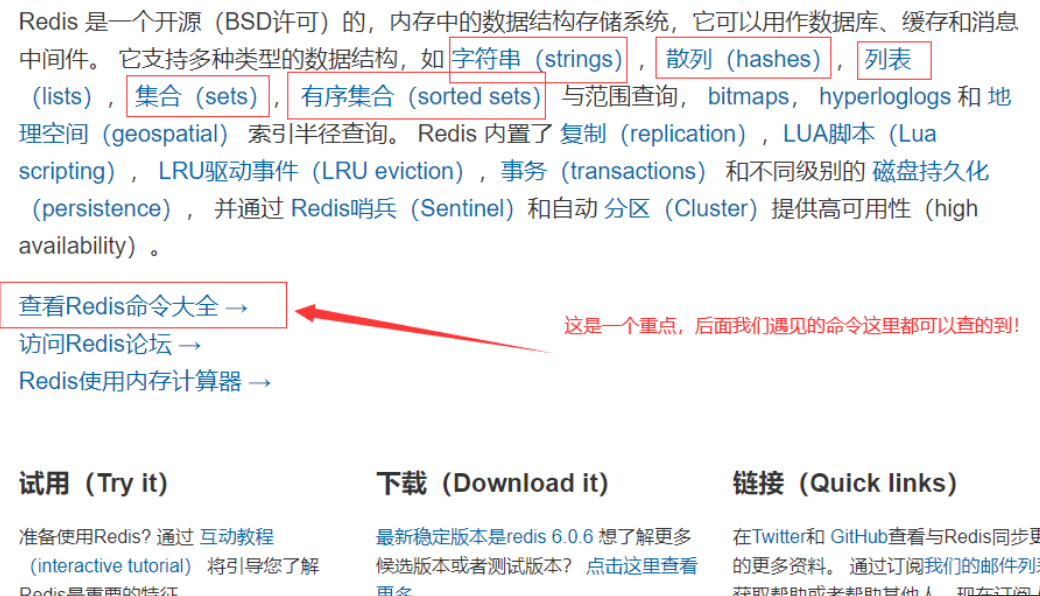 Redis 是一个开源（BSD许可）的，内存中的数据结构存储系统，它可以用作数据库、缓存和消息
中间件。 它支持多种类型的数据结构，如 字符串（strings）， 散列（hashes）， 列表
（lists）， 集合（sets）， 有序集合（sorted sets） 与范围查询， bitmaps， hyperloglogs 和 地
理空间（geospatial） 索引半径查询。 Redis 内置了 复制（replication），LUA脚本（Lua
scripting）， LRU驱动事件（LRU eviction），事务（transactions） 和不同级别的 磁盘持久化
（persistence）， 并通过 Redis哨兵（Sentinel）和自动 分区（Cluster）提供高可用性（high
availability）。
查看Redis命令大全 →
这是一个重点，后面我们遇见的命令这里都可以查的到！
访问Redis论坛 →
Redis使用内存计算器 →
试用（Try it）
准备使用Redis? 通过 互动教程
（interactive tutorial） 将引导您了解
Redis最重要的特征
下载（Download it）
最新稳定版本是redis 6.0.6 想了解更多
候选版本或者测试版本？ 点击这里查看
更多
链接（Quick links）
在Twitter和 GitHub查看与Redis同步更
的更多资料。 通过订阅我们的邮件列表
获取帮助或者帮助其他人，现在订阅